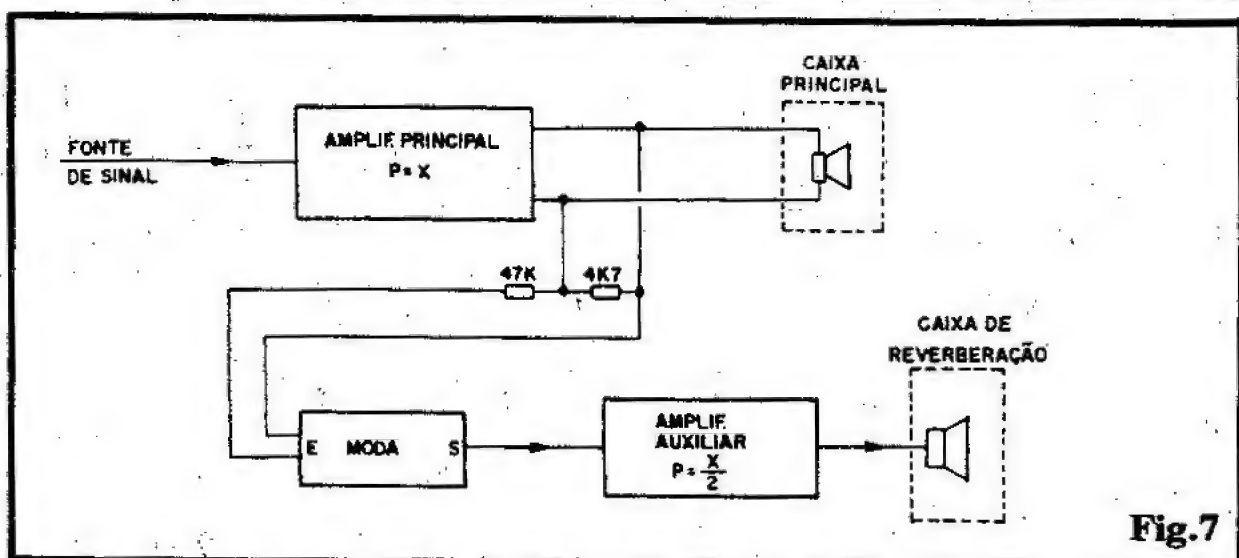 CAIXA
PRINCIPAL
FONTE
DE SINAL
AMPLIF. PRINCIPAL
P= X
47K
4K7
CAIXA DE
REVERBERAÇÃO
E MODA S
AMPLIF.
AUXILIAR
P= X
2
Fig.7